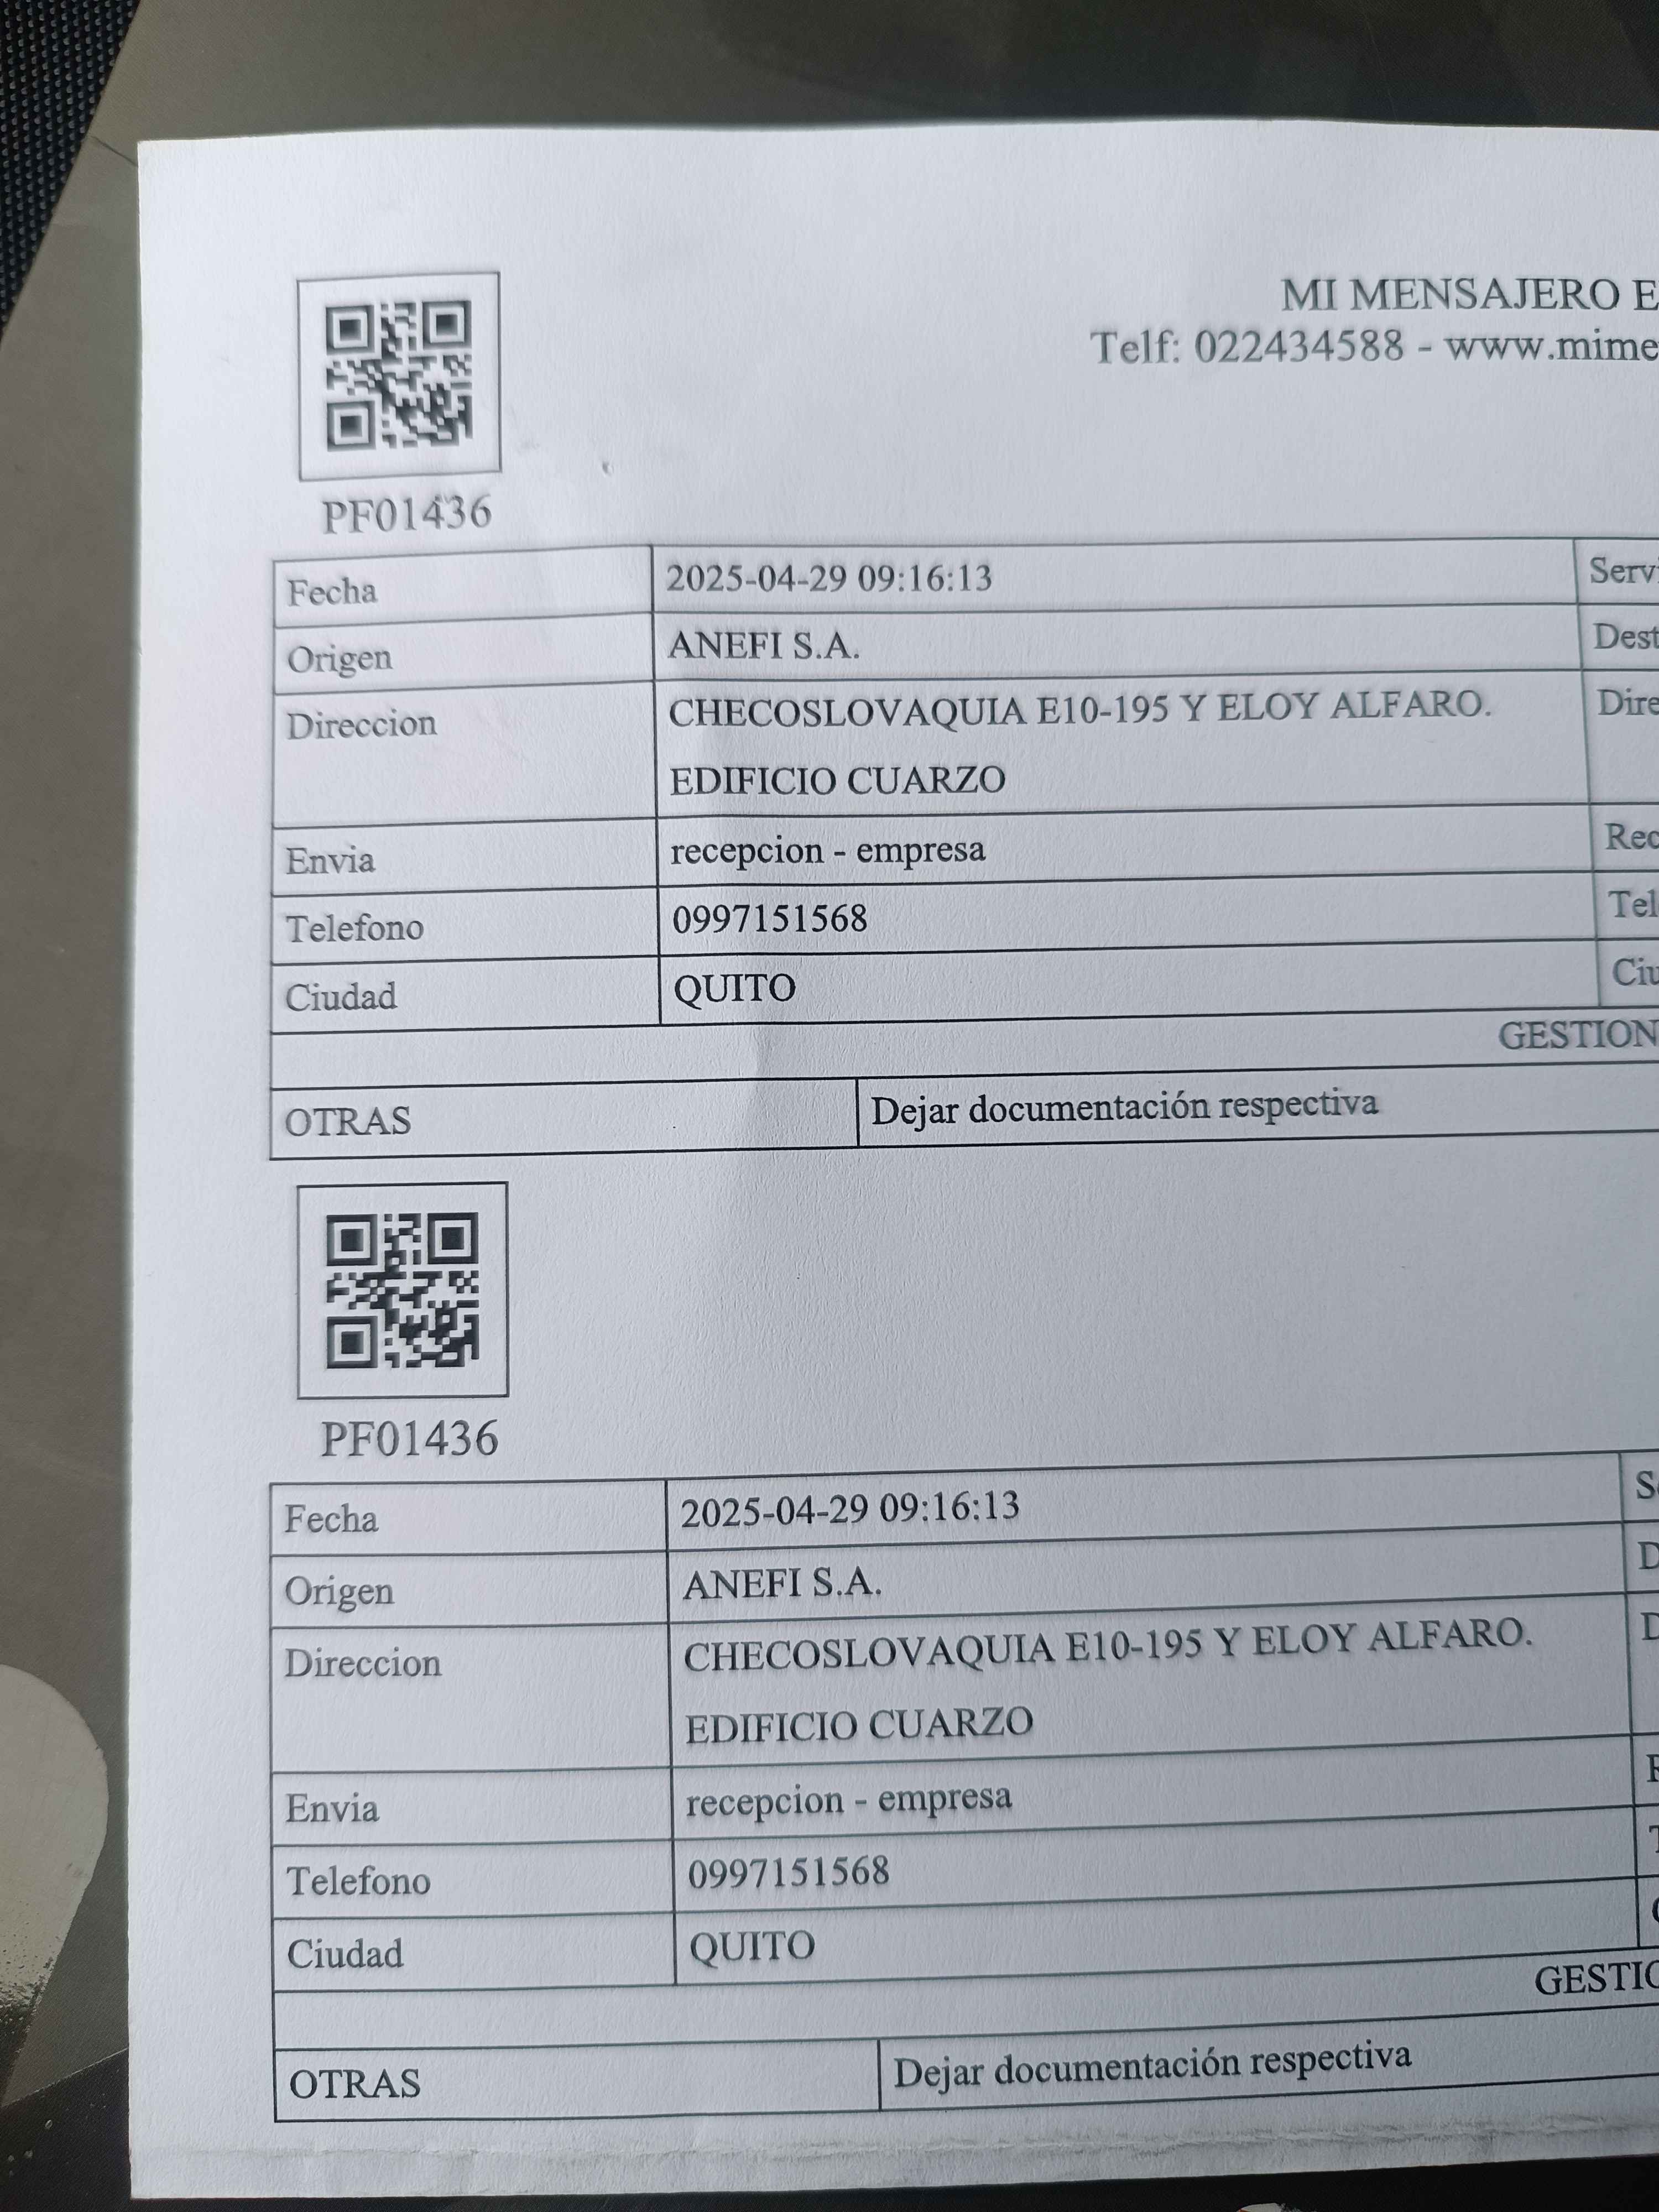 MI MENSAJERO E
Telf: 022434588 - www.mime
PF01436
Fecha 2025-04-29 09:16:13 Servi
Origen ANEFI S.A. Dest
Direccion CHECOSLOVAQUIA E10-195 Y ELOY ALFARO. Dire
EDIFICIO CUARZO
Envia recepcion - empresa Rec
Telefono 0997151568 Tel
Ciudad QUITO Ciu
GESTION
OTRAS Dejar documentación respectiva
PF01436
Fecha 2025-04-29 09:16:13
Origen ANEFI S.A. D
Direccion CHECOSLOVAQUIA E10-195 Y ELOY ALFARO. D
EDIFICIO CUARZO
Envia recepcion - empresa
Telefono 0997151568
Ciudad QUITO
GESTIO
OTRAS Dejar documentación respectiva